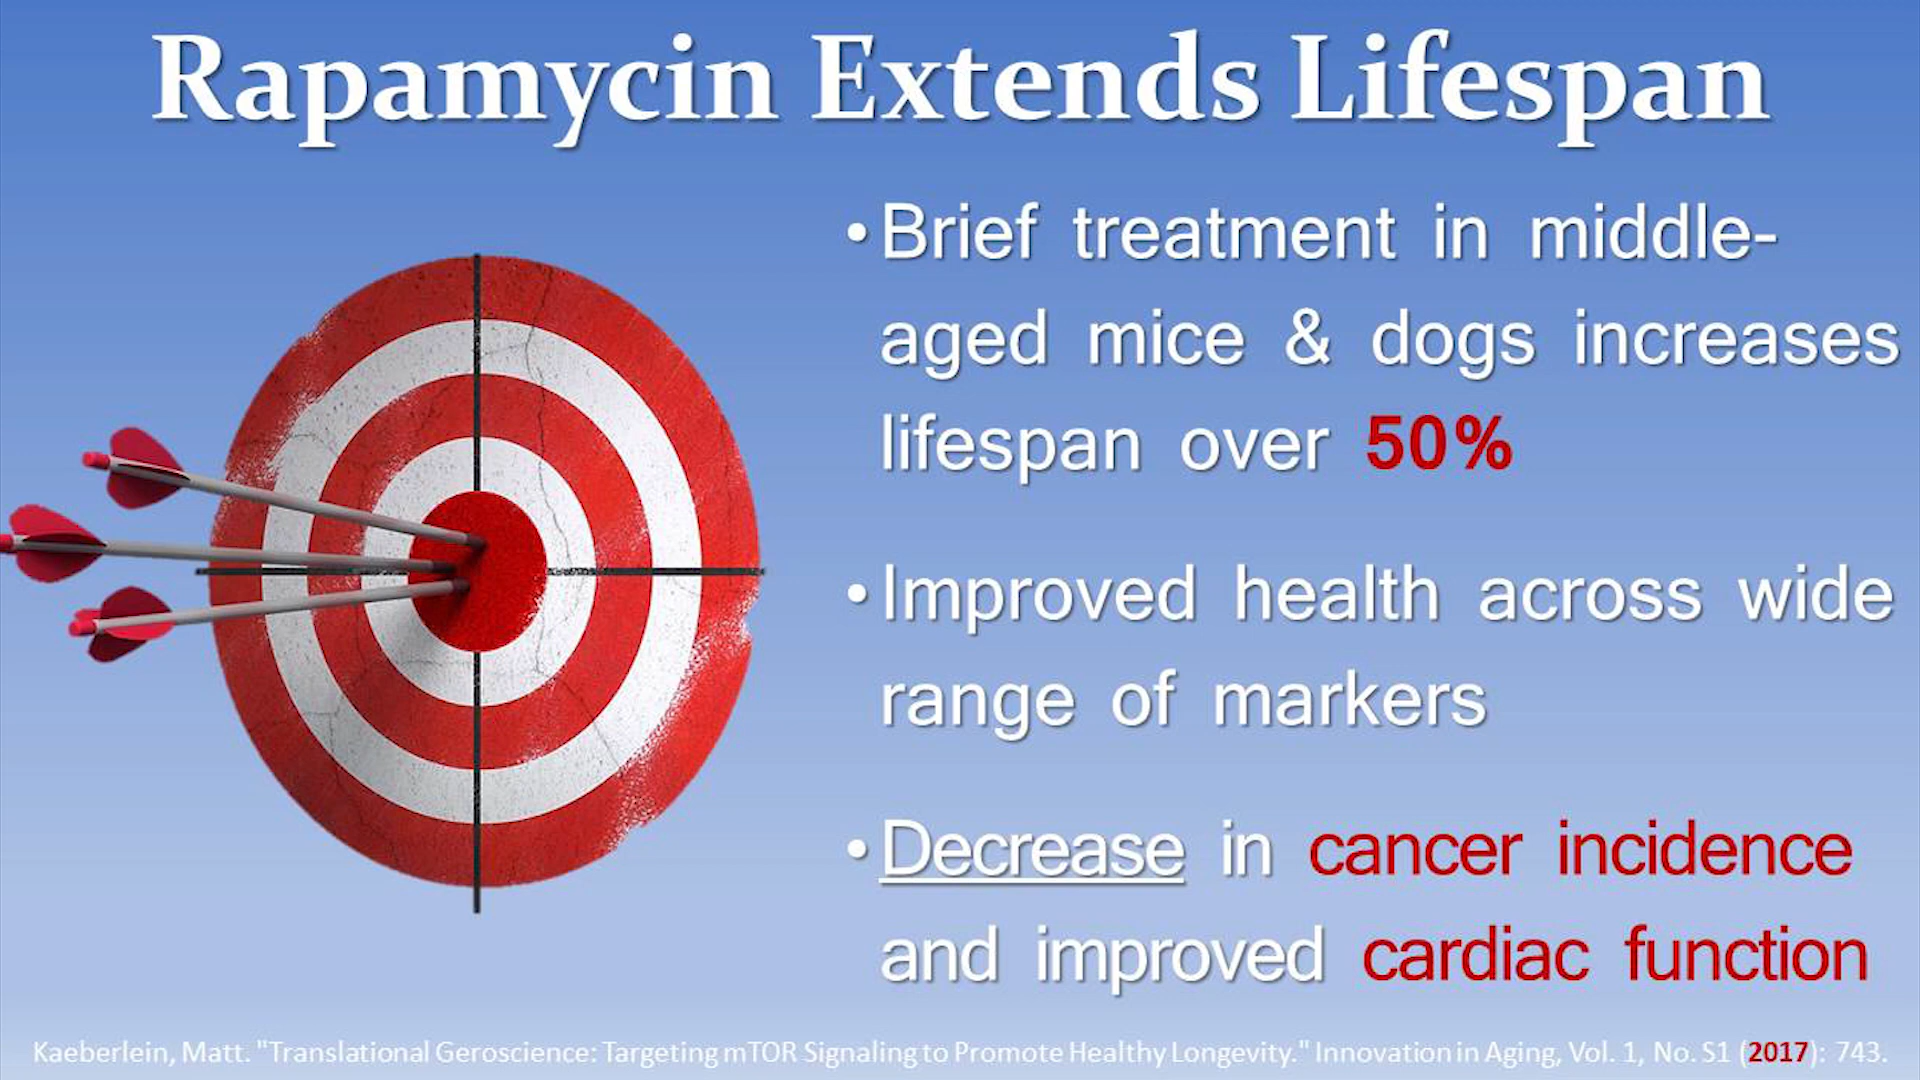 Rapamycin Extends Lifespan
• Brief treatment in middle-
aged mice & dogs increases
lifespan over 50%
• Improved health across wide
range of markers
• Decrease in cancer incidence
and improved cardiac function
Kaeberlein, Matt. "Translational Geroscience: Targeting mTOR Signaling to Promote Healthy Longevity." Innovation in Aging, Vol. 1, No. S1 (2017): 743.